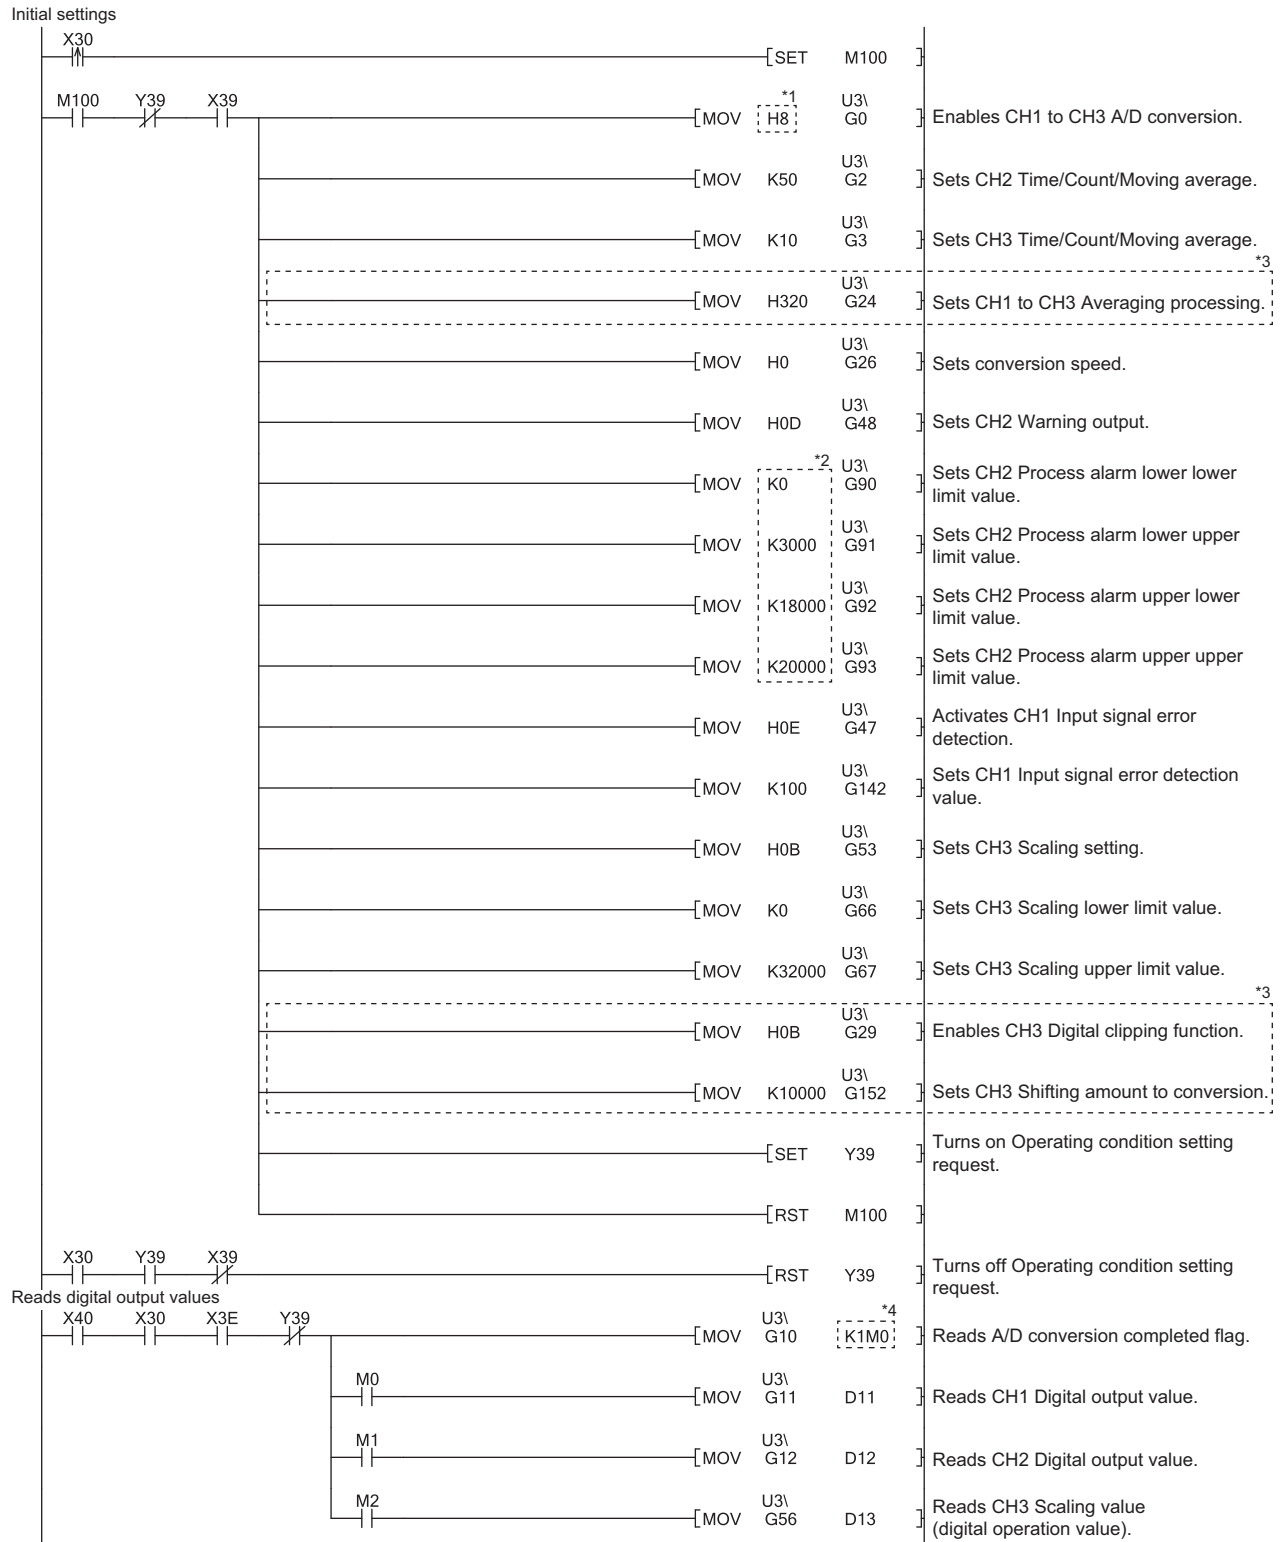 Initial settings
X30
SET M100
M100 Y39 X39 *1 U3\
MOV H8 G0 Enables CH1 to CH3 A/D conversion.
U3\
MOV K50 G2 Sets CH2 Time/Count/Moving average.
U3\
MOV K10 G3 Sets CH3 Time/Count/Moving average.
*3
U3\
MOV H320 G24 Sets CH1 to CH3 Averaging processing.
U3\
MOV H0 G26 Sets conversion speed.
U3\
MOV H0D G48 Sets CH2 Warning output.
*2 U3\
MOV K0 G90 Sets CH2 Process alarm lower lower
limit value.
U3\
MOV K3000 G91 Sets CH2 Process alarm lower upper
limit value.
U3\
MOV K18000 G92 Sets CH2 Process alarm upper lower
limit value.
U3\
MOV K20000 G93 Sets CH2 Process alarm upper upper
limit value.
U3\
MOV H0E G47 Activates CH1 Input signal error
detection.
U3\
MOV K100 G142 Sets CH1 Input signal error detection
value.
U3\
MOV H0B G53 Sets CH3 Scaling setting.
U3\
MOV K0 G66 Sets CH3 Scaling lower limit value.
U3\
MOV K32000 G67 Sets CH3 Scaling upper limit value.
*3
U3\
MOV H0B G29 Enables CH3 Digital clipping function.
U3\
MOV K10000 G152 Sets CH3 Shifting amount to conversion.
SET Y39 Turns on Operating condition setting
request.
RST M100
X30 Y39 X39
RST Y39 Turns off Operating condition setting
request.
Reads digital output values
X40 X30 X3E Y39 U3\ *4
MOV G10 K1M0 Reads A/D conversion completed flag.
M0 U3\
MOV G11 D11 Reads CH1 Digital output value.
M1 U3\
MOV G12 D12 Reads CH2 Digital output value.
M2 U3\
MOV G56 D13 Reads CH3 Scaling value
(digital operation value).